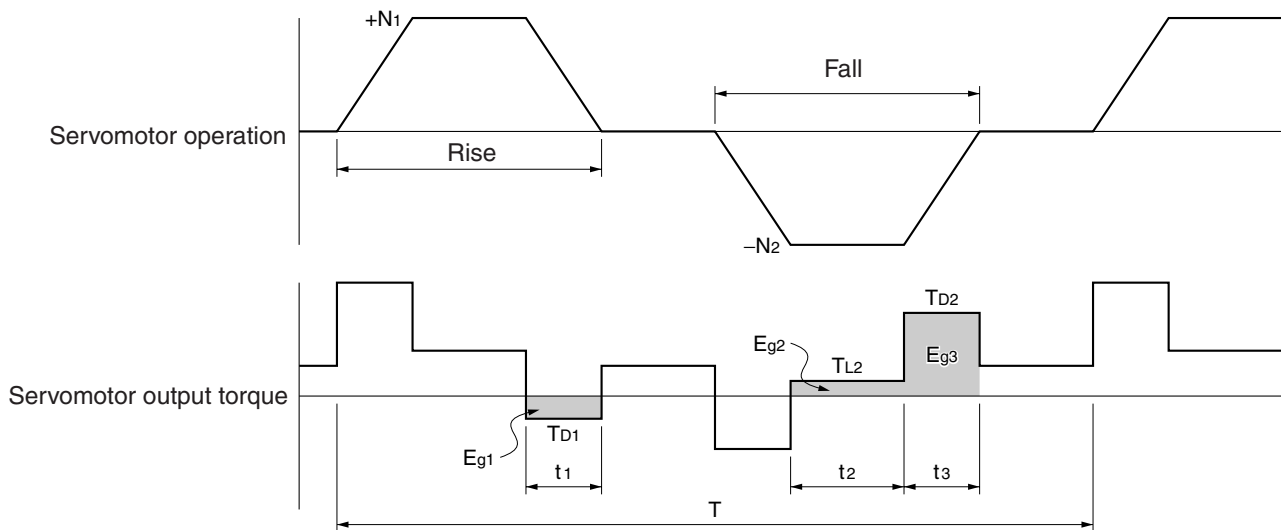 +N1
Fall
Servomotor operation
Rise
–N2
TD2
Eg2
TL2
Eg3
Servomotor output torque
TD1
Eg1
t1
t2
t3
T